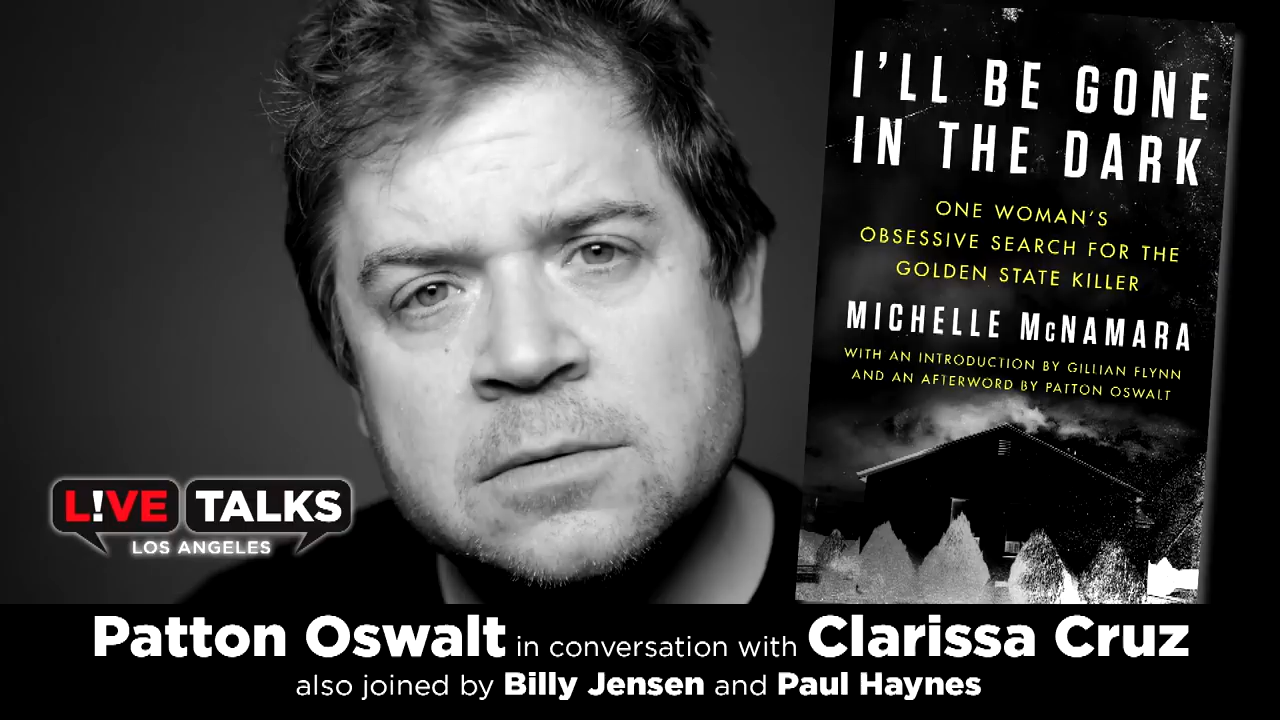 I'LL BE GONE
IN THE DARK
ONE WOMAN'S
OBSESSIVE SEARCH FOR THE
GOLDEN STATE KILLER
MICHELLE McNAMARA
WITH AN INTRODUCTION BY GILLIAN FLYNN
AND AN AFTERWORD BY PATTON OSWALT
L!VE TALKS
LOS ANGELES
Patton Oswalt in conversation with Clarissa Cruz
also joined by Billy Jensen and Paul Haynes